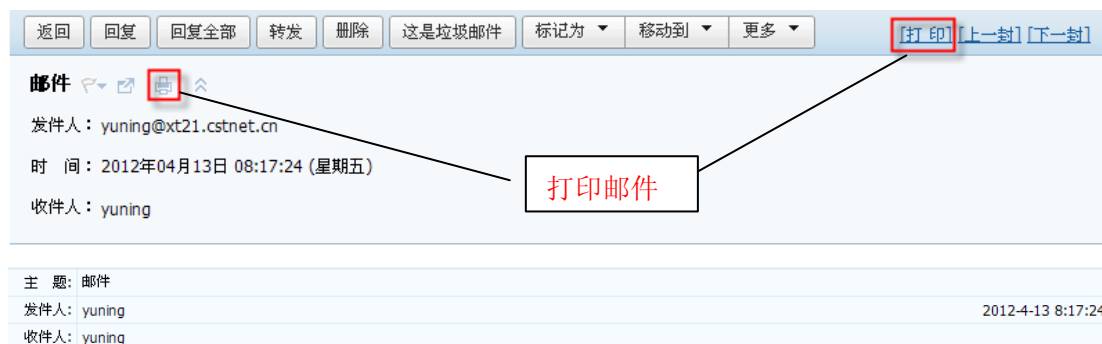 返回 回复 回复全部 转发 删除 这是垃圾邮件 标记为 移动到 更多 [打 印] [上一封] [下一封]
邮件
发件人：yuning@xt21.cstnet.cn
时 间：2012年04月13日 08:17:24 (星期五)
打印邮件
收件人：yuning
主 题: 邮件
发件人: yuning 2012-4-13 8:17:24
收件人: yuning